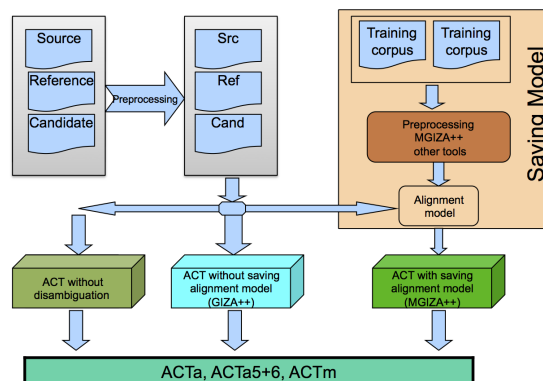 Source
Reference
Candidate
Preprocessing
Src
Ref
Cand
Training
corpus
Training
corpus
Saving Model
Preprocessing
MGIZA++
other tools
Alignment
model
ACT without
disambiguation
ACT without saving
alignment model
(GIZA++)
ACT with saving
alignment model
(MGIZA++)
ACTa, ACTa5+6, ACTm